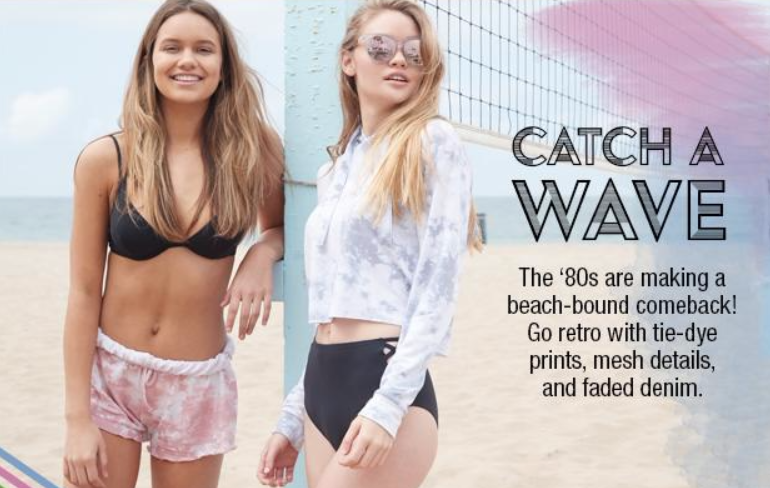 CATCH A
WAVE
The ‘80s are making a
beach-bound comeback!
Go retro with tie-dye
prints, mesh details,
and faded denim.